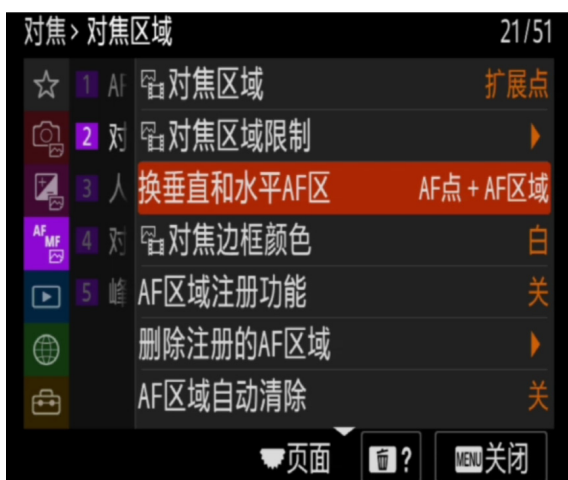 对焦 > 对焦区域 21/51
1 AF 对焦区域 扩展点
2 对 对焦区域限制
3 人 换垂直和水平AF区 AF点 + AF区域
AF MF 4 对 对焦边框颜色 白
5 峰 AF区域注册功能 关
删除注册的AF区域
AF区域自动清除 关
页面 ? MENU 关闭